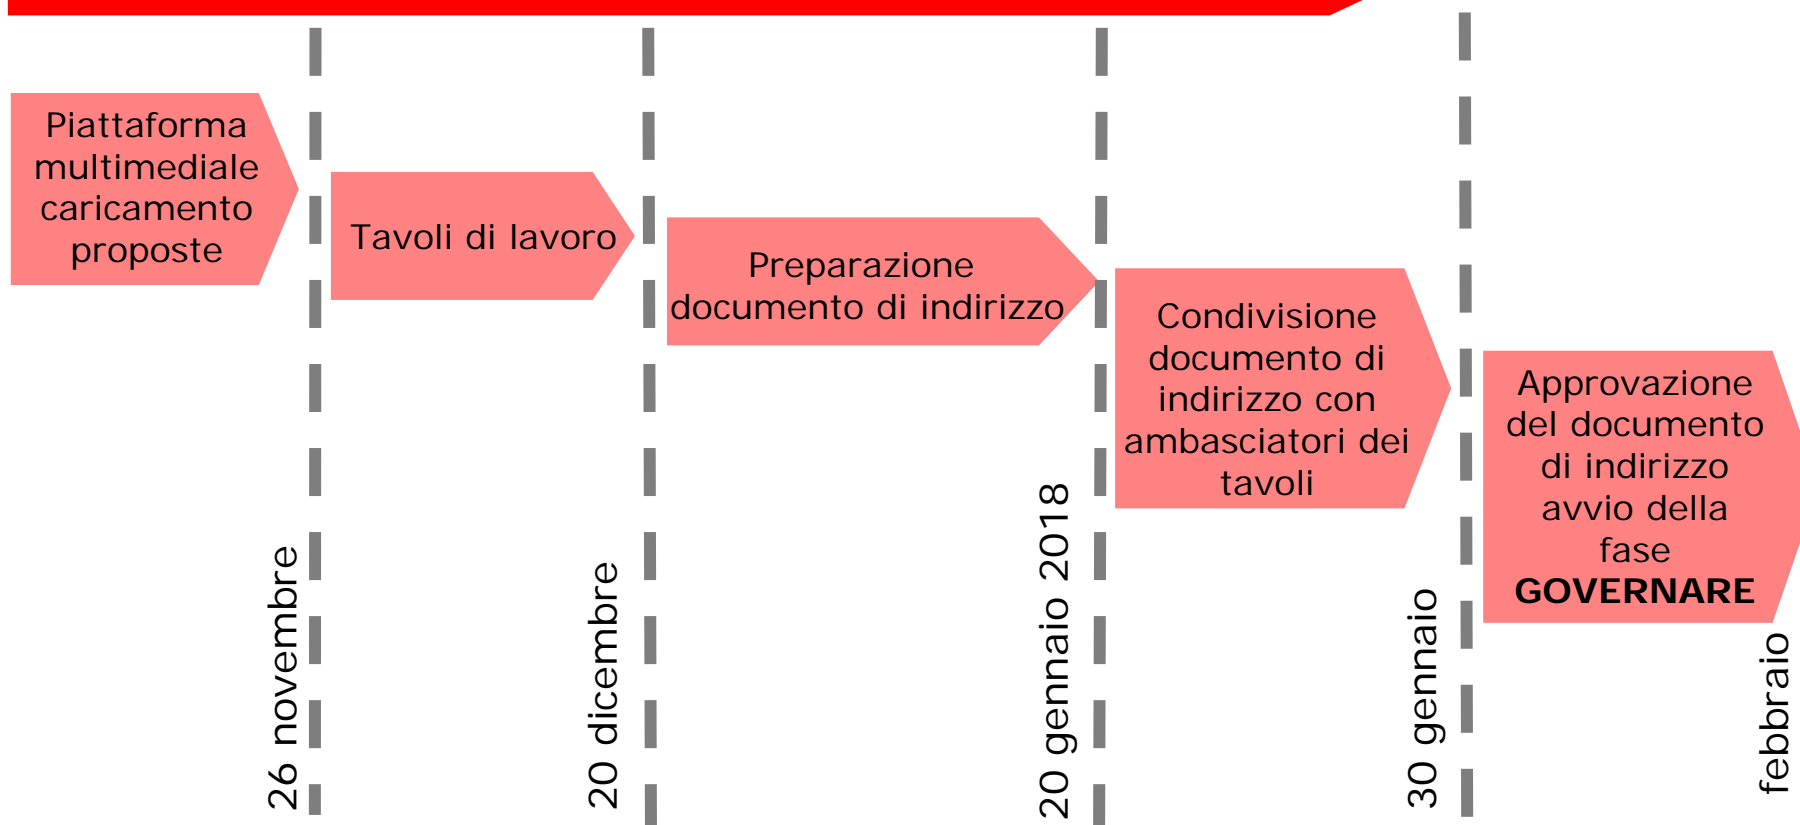 Piattaforma
multimediale
caricamento
proposte
Tavoli di lavoro
Preparazione
documento di indirizzo
Condivisione
documento di
indirizzo con
ambasciatori dei
tavoli
Approvazione
del documento
di indirizzo
avvio della
fase
GOVERNARE
26 novembre
20 dicembre
20 gennaio 2018
30 gennaio
febbraio